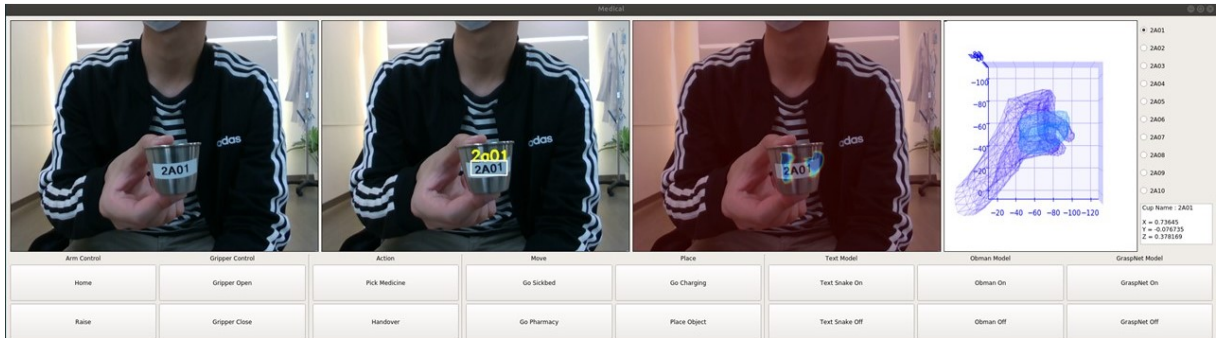 Medical
2A01
odas
2a01
2A01
odas
2A01
odas
−100
−80
−60
−40
−20
0
−20 −40 −60 −80 −100 −120
2A01
2A02
2A03
2A04
2A05
2A06
2A07
2A08
2A09
2A10
Cup Name : 2A01
X = 0.73645
Y = -0.076735
Z = 0.378169
Arm Control Gripper Control Action Move Place Text Model Obman Model GraspNet Model
Home Gripper Open Pick Medicine Go Sickbed Go Charging Text Snake On Obman On GraspNet On
Raise Gripper Close Handover Go Pharmacy Place Object Text Snake Off Obman Off GraspNet Off